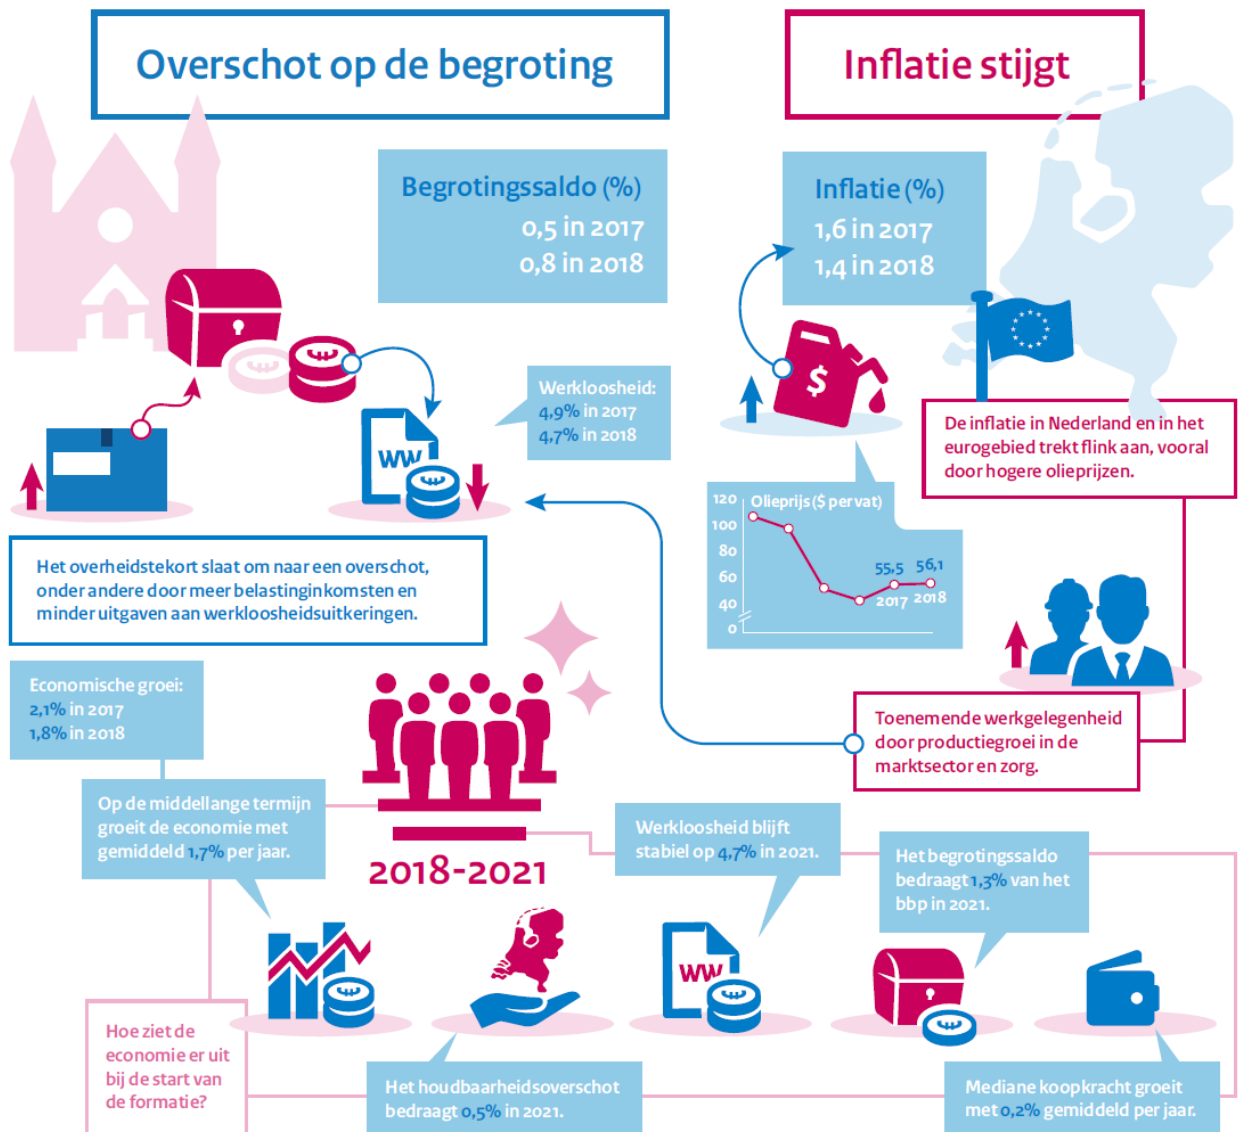 Overschot op de begroting
Inflatie stijgt
Begrotingssaldo (%)
0,5 in 2017
0,8 in 2018
Inflatie (%)
1,6 in 2017
1,4 in 2018
Werkloosheid:
4,9% in 2017
4,7% in 2018
WW
$
De inflatie in Nederland en in het
eurogebied trekt flink aan, vooral
door hogere olieprijzen.
Olieprijs ($ per vat)
120
100
80
60
40
0
55,5
56,1
2017
2018
Het overheidstekort slaat om naar een overschot,
onder andere door meer belastinginkomsten en
minder uitgaven aan werkloosheidsuitkeringen.
Economische groei:
2,1% in 2017
1,8% in 2018
Toenemende werkgelegenheid
door productiegroei in de
marktsector en zorg.
Op de middellange termijn
groeit de economie met
gemiddeld 1,7% per jaar.
2018-2021
Werkloosheid blijft
stabiel op 4,7% in 2021.
Het begrotingssaldo
bedraagt 1,3% van het
bbp in 2021.
WW
Hoe ziet de
economie er uit
bij de start van
de formatie?
Het houdbaarheidsoverschot
bedraagt 0,5% in 2021.
Mediane koopkracht groeit
met 0,2% gemiddeld per jaar.